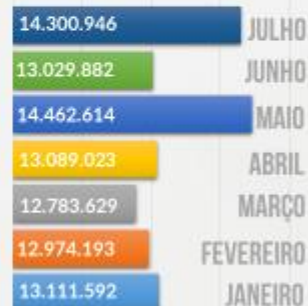 14.300.946 JULHO
13.029.882 JUNHO
14.462.614 MAIO
13.089.023 ABRIL
12.783.629 MARÇO
12.974.193 FEVEREIRO
13.111.592 JANEIRO